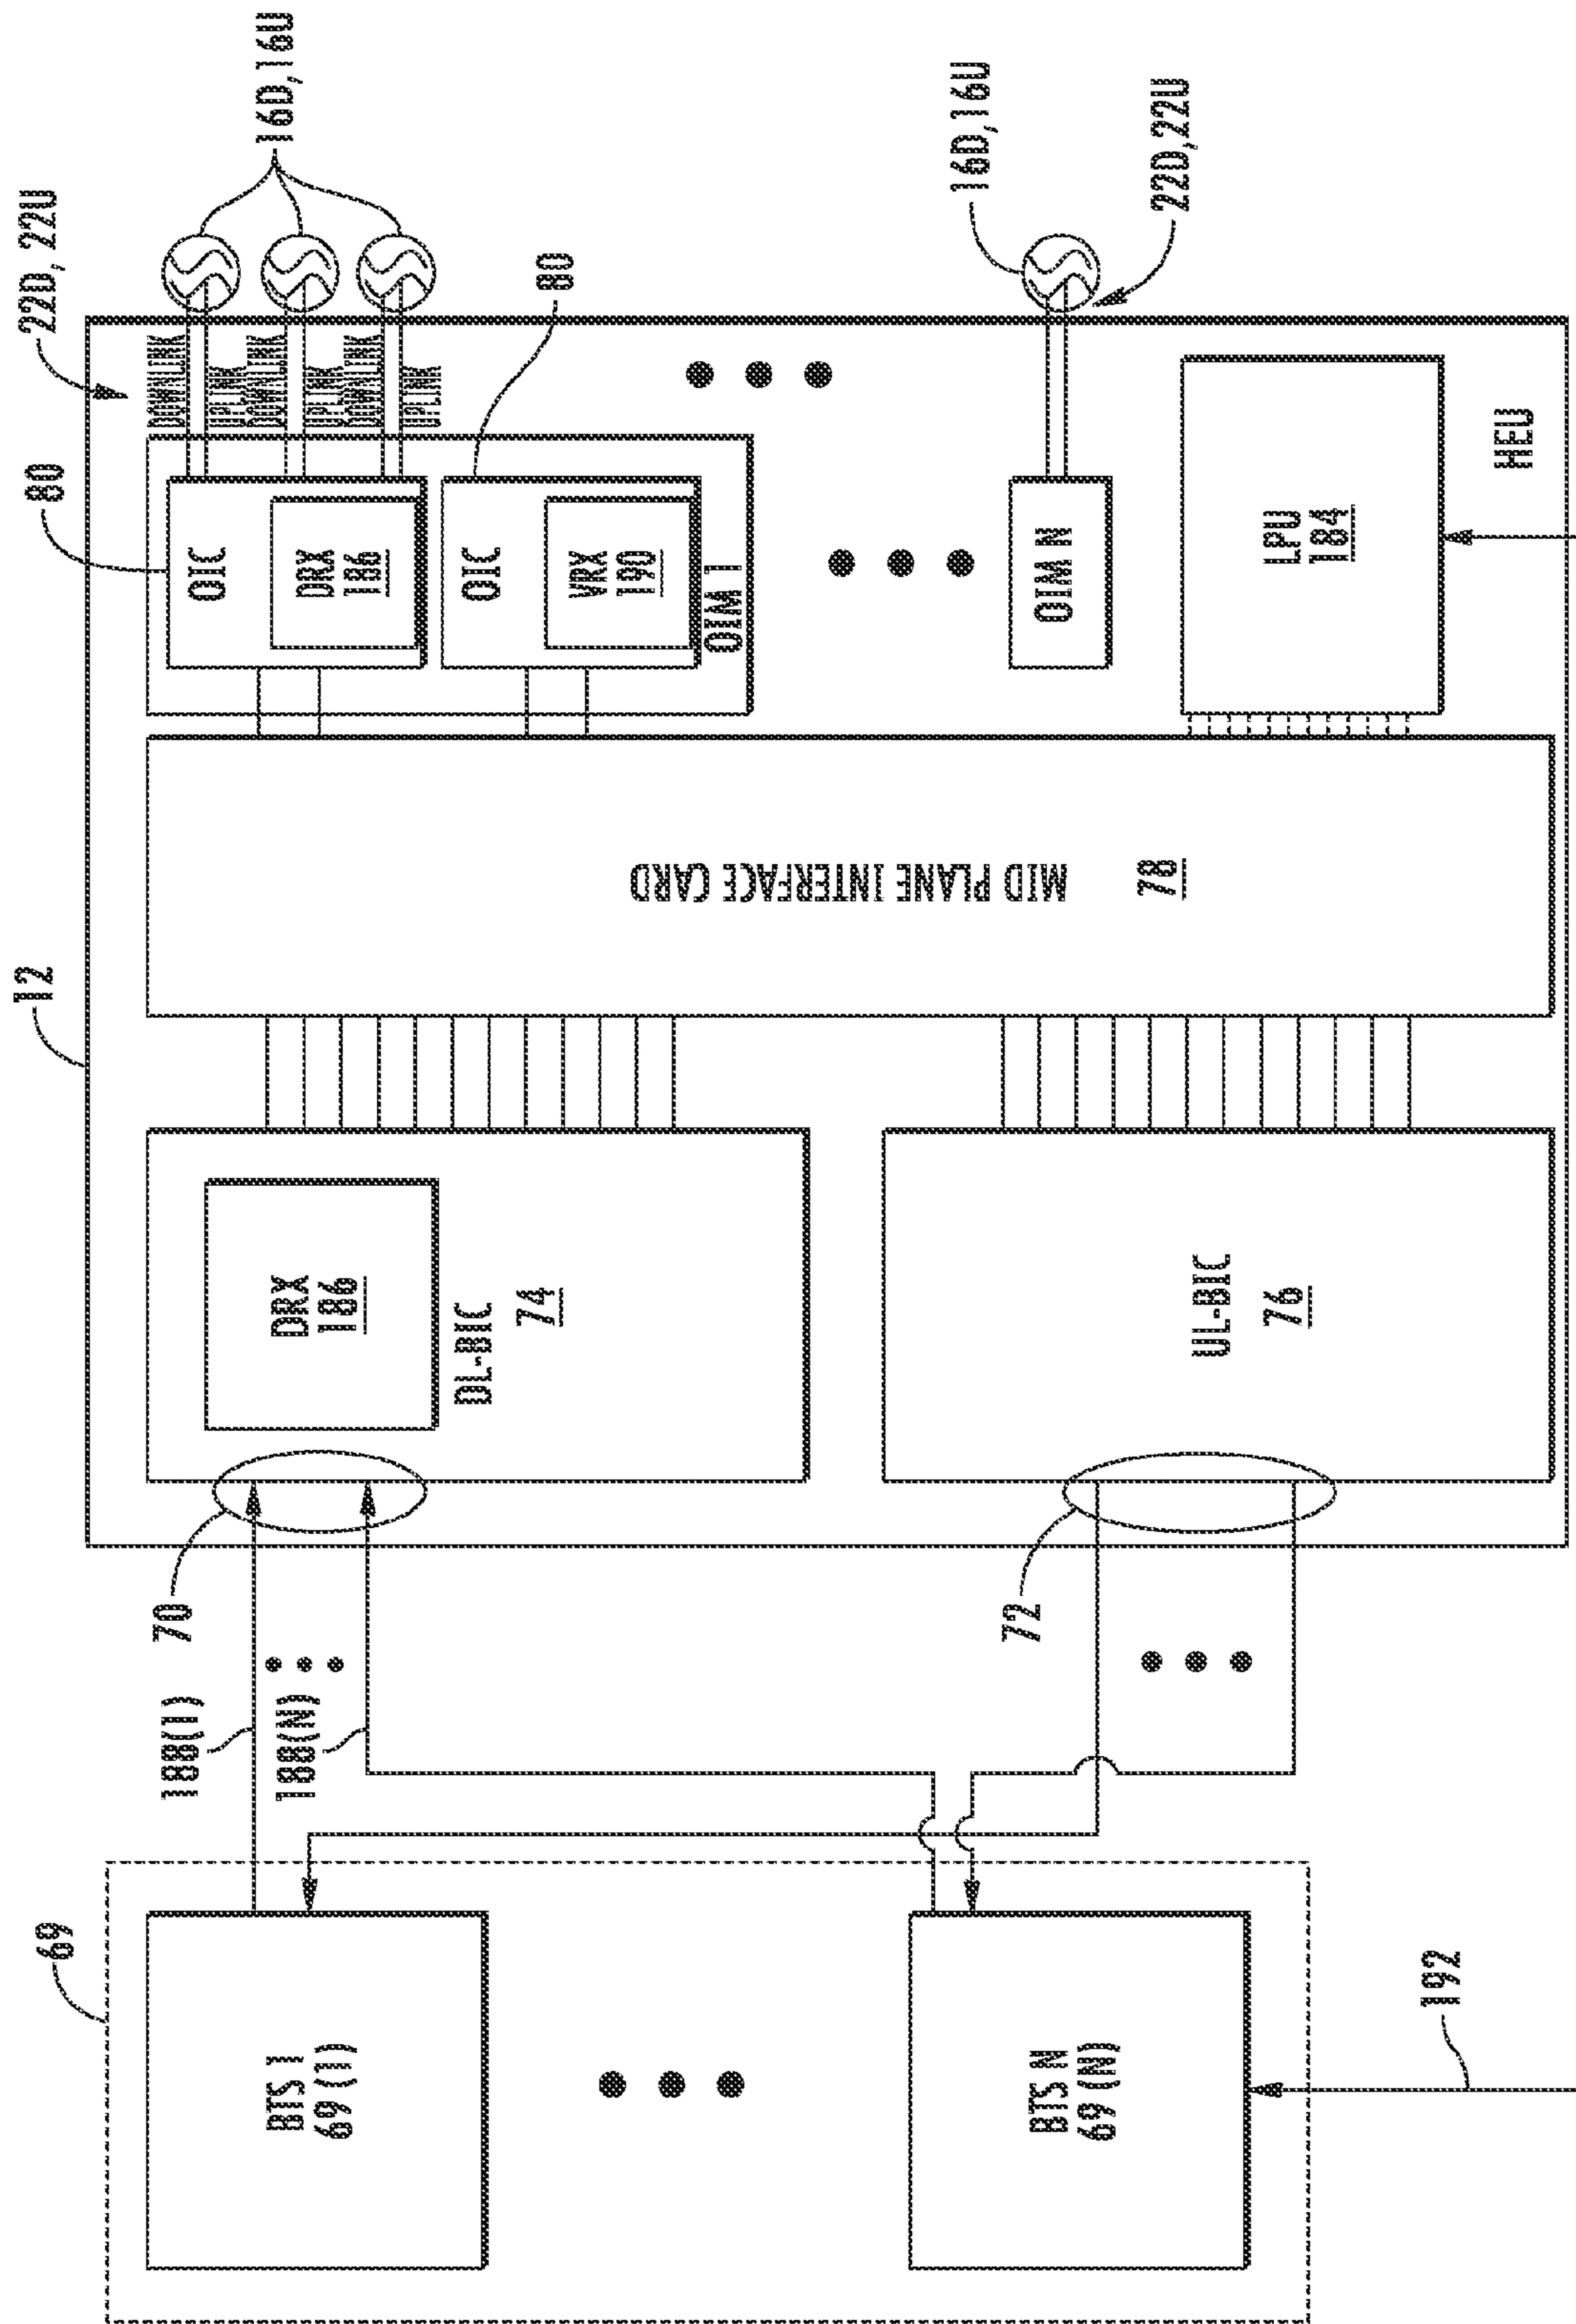 69
BTS 1
69(1)
BTS N
69(N)
192
188(1)
188(N)
70
72
12
DRX
186
DL-BIC
74
UL-BIC
76
MID PLANE INTERFACE CARD
78
80
OIC
DRX
186
OIC
VRX
190
OIM 1
80
OIM N
LPU
184
HEU
22D, 22U
DOWNLINK
UPLINK
DOWNLINK
UPLINK
DOWNLINK
UPLINK
16D,16U
16D,16U
22D,22U